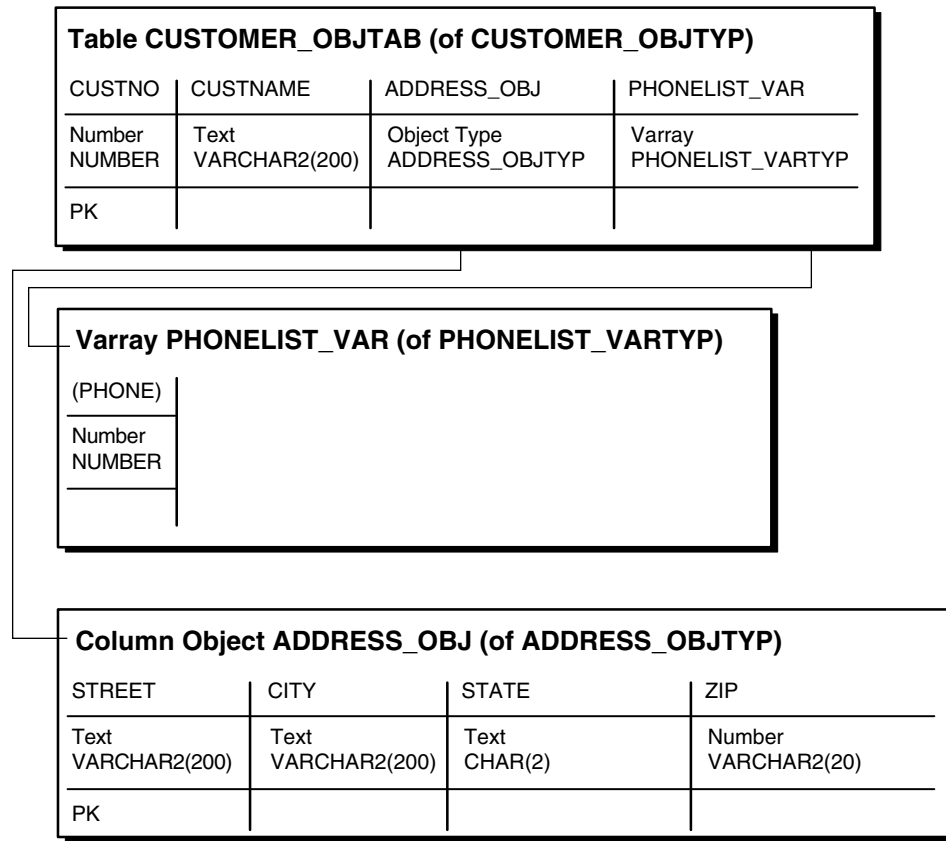 Table CUSTOMER_OBJTAB (of CUSTOMER_OBJTYP)
CUSTNO CUSTNAME ADDRESS_OBJ PHONELIST_VAR
Number Text Object Type Varray
NUMBER VARCHAR2(200) ADDRESS_OBJTYP PHONELIST_VARTYP
PK
Varray PHONELIST_VAR (of PHONELIST_VARTYP)
(PHONE)
Number
NUMBER
Column Object ADDRESS_OBJ (of ADDRESS_OBJTYP)
STREET CITY STATE ZIP
Text Text Text Number
VARCHAR2(200) VARCHAR2(200) CHAR(2) VARCHAR2(20)
PK